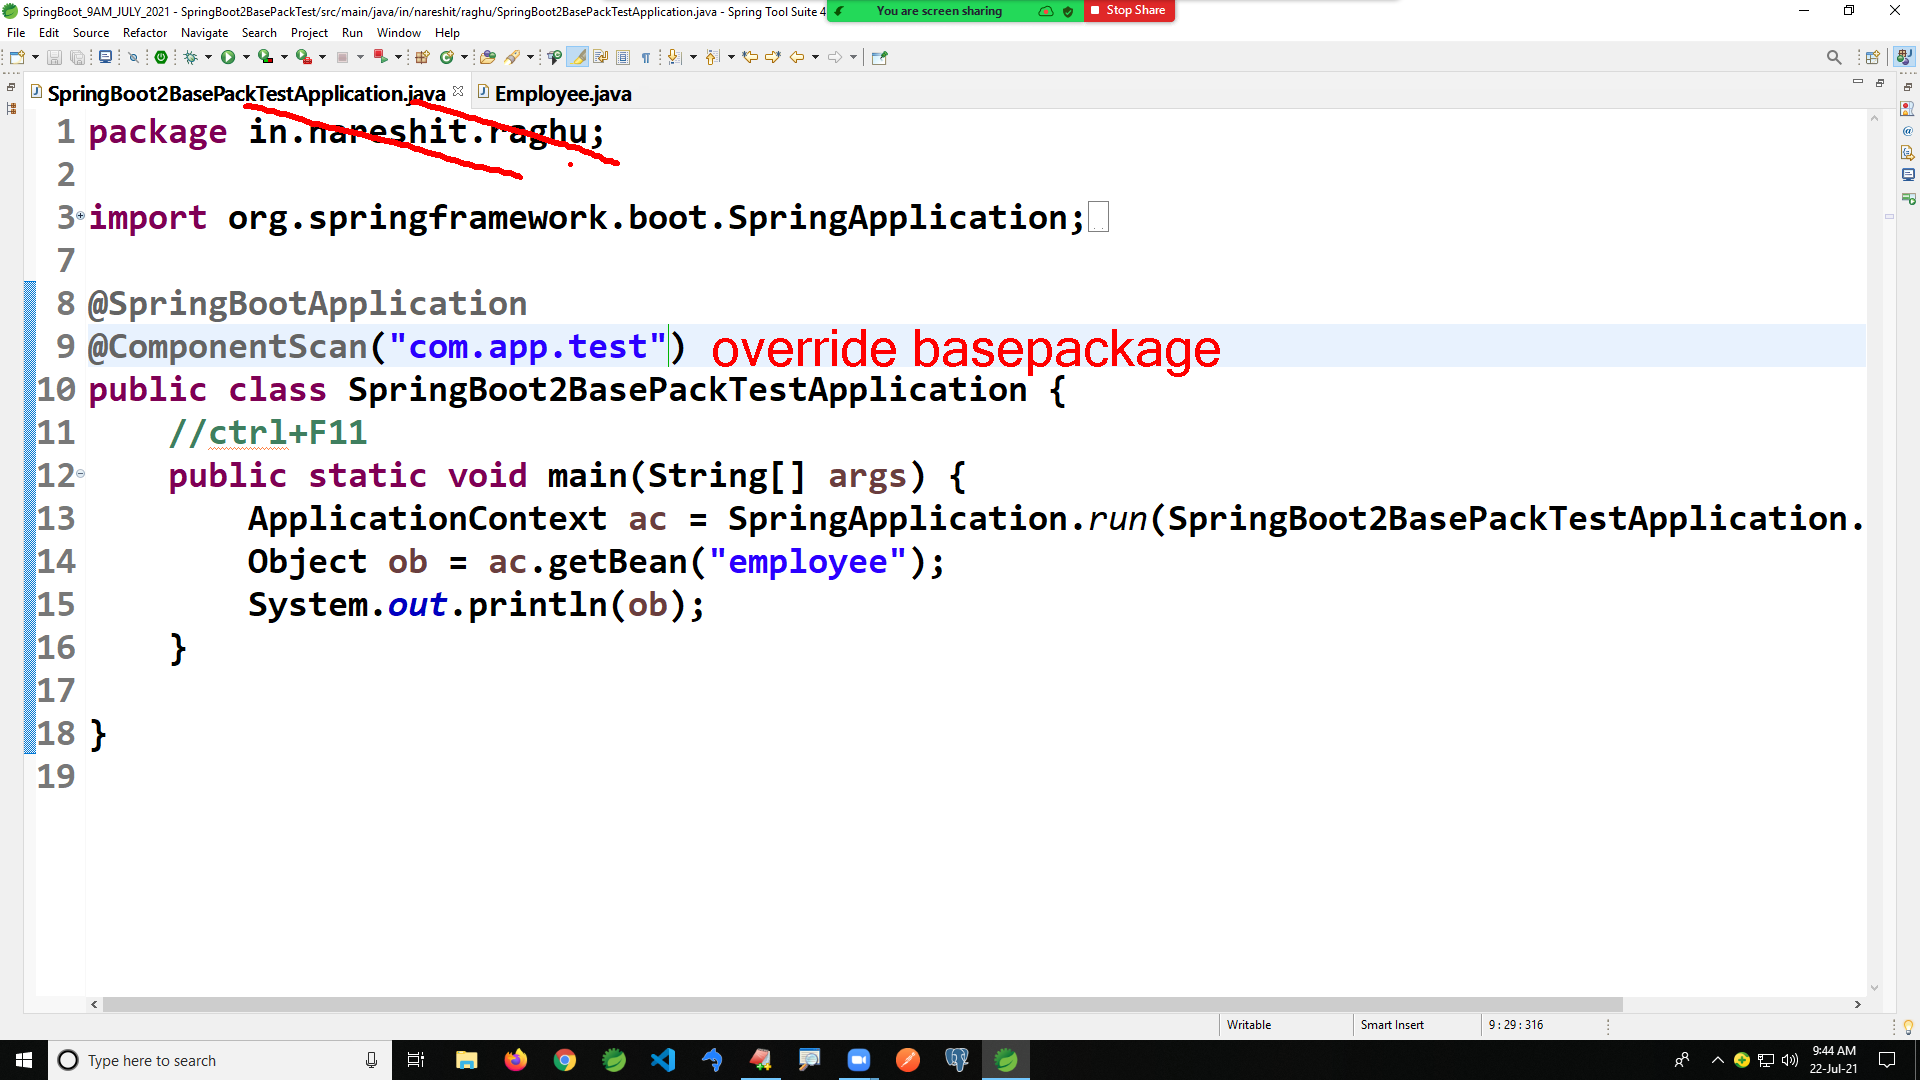 SpringBoot_9AM_JULY_2021 - SpringBoot2BasePackTest/src/main/java/in/nareshit/raghu/SpringBoot2BasePackTestApplication.java - Spring Tool Suite 4
You are screen sharing
Stop Share
File Edit Source Refactor Navigate Search Project Run Window Help
SpringBoot2BasePackTestApplication.java Employee.java
1 package in.nareshit.raghu;
2
3 import org.springframework.boot.SpringApplication;
7
8 @SpringBootApplication
9 @ComponentScan("com.app.test") override basepackage
10 public class SpringBoot2BasePackTestApplication {
11 //ctrl+F11
12 public static void main(String[] args) {
13 ApplicationContext ac = SpringApplication.run(SpringBoot2BasePackTestApplication.
14 Object ob = ac.getBean("employee");
15 System.out.println(ob);
16 }
17
18 }
19
Writable Smart Insert 9 : 29 : 316
Type here to search
9:44 AM
22-Jul-21